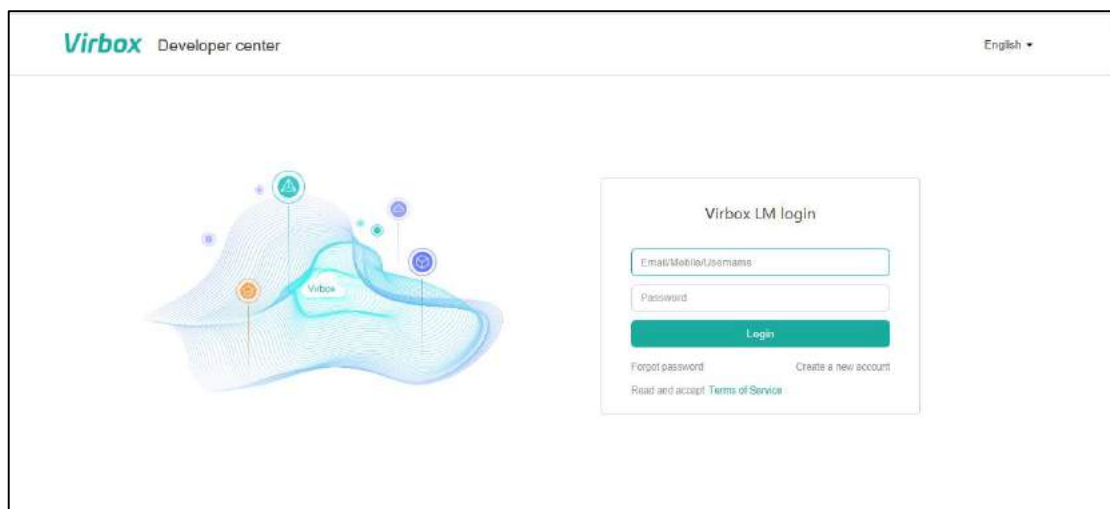 Virbox Developer center
English
Virbox LM login
Email/Mobile/Username
Password
Virbox
Login
Forgot password
Create a new account
Read and accept Terms of Service